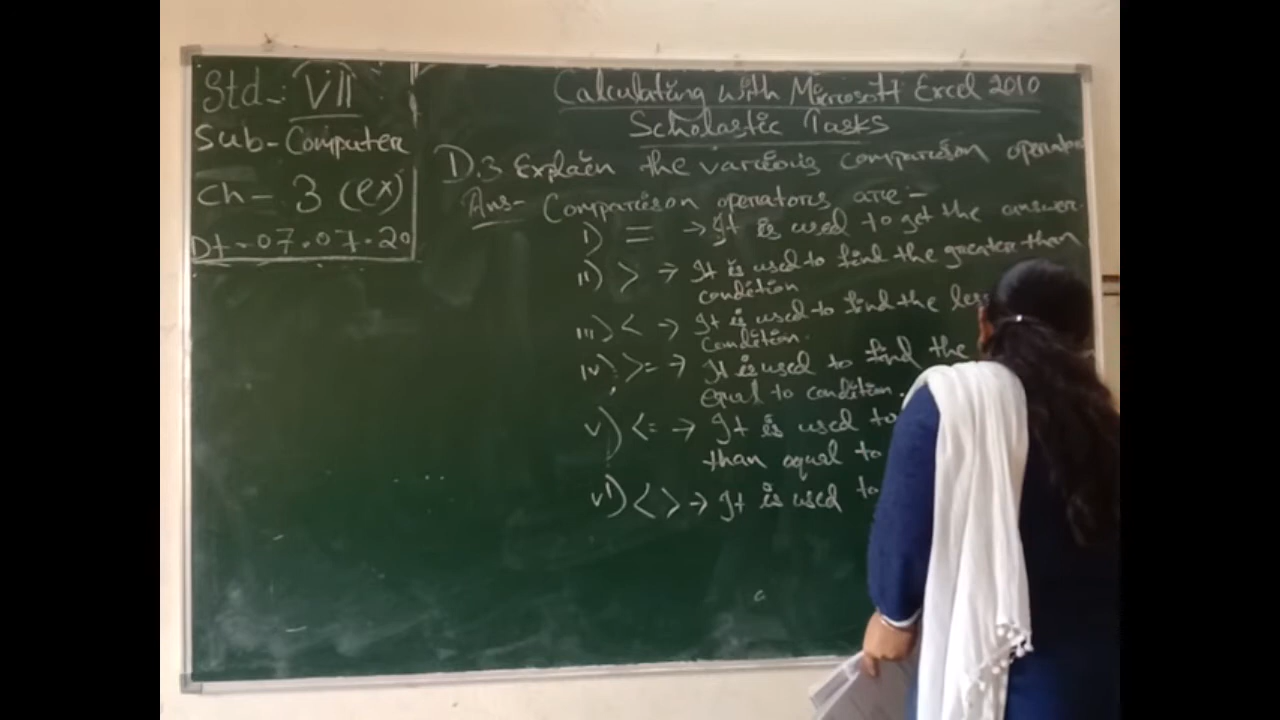 Std-: VII
Sub-Computer
Ch- 3 (ex)
Dt-07.07.20
Calculating with Microsoft Excel 2010
Scholastic Tasks
D.3 Explain the various comparison operators
Ans- Comparison operators are:-
i) = → It is used to get the answer.
ii) > → It is used to find the greater than
condition
iii) < → It is used to find the less
condition.
iv) >= → It is used to find the
equal to condition.
v) <= → It is used to
than equal to
vi) < > → It is used to